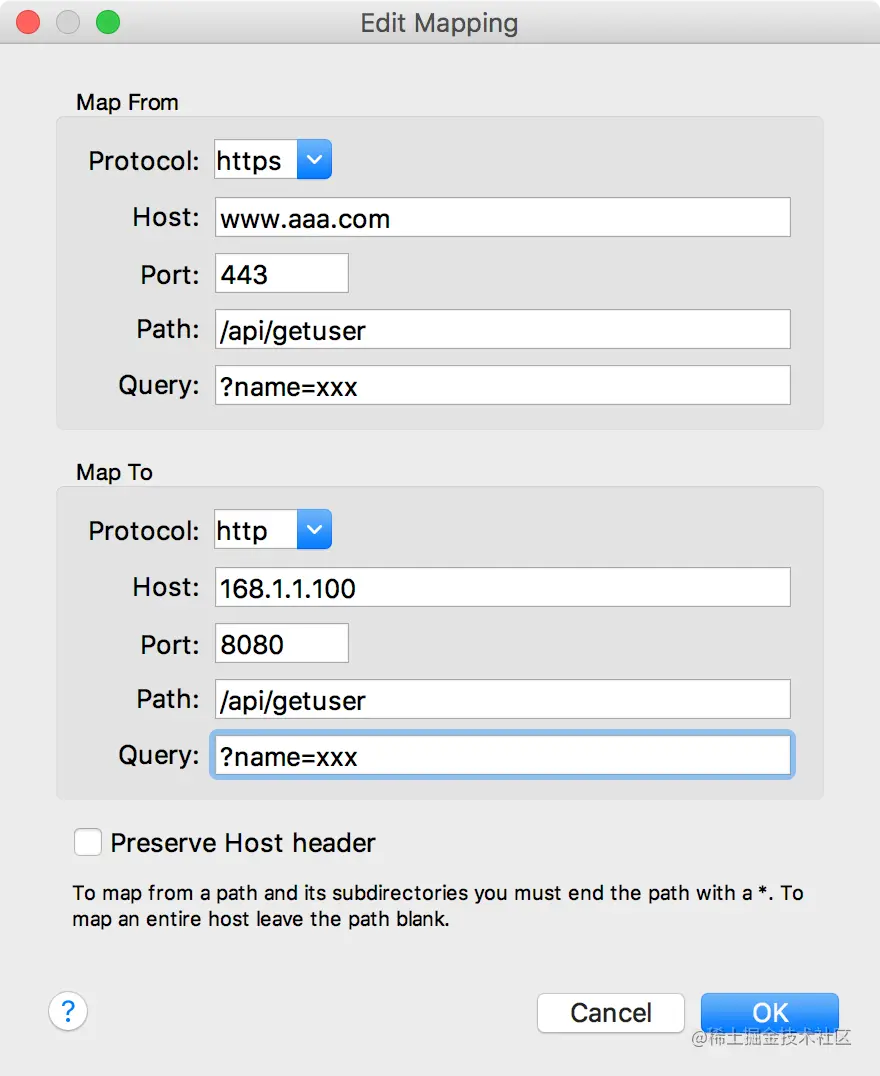 Edit Mapping
Map From
Protocol: https
Host: www.aaa.com
Port: 443
Path: /api/getuser
Query: ?name=xxx
Map To
Protocol: http
Host: 168.1.1.100
Port: 8080
Path: /api/getuser
Query: ?name=xxx
Preserve Host header
To map from a path and its subdirectories you must end the path with a *. To
map an entire host leave the path blank.
? Cancel OK
@稀土掘金技术社区